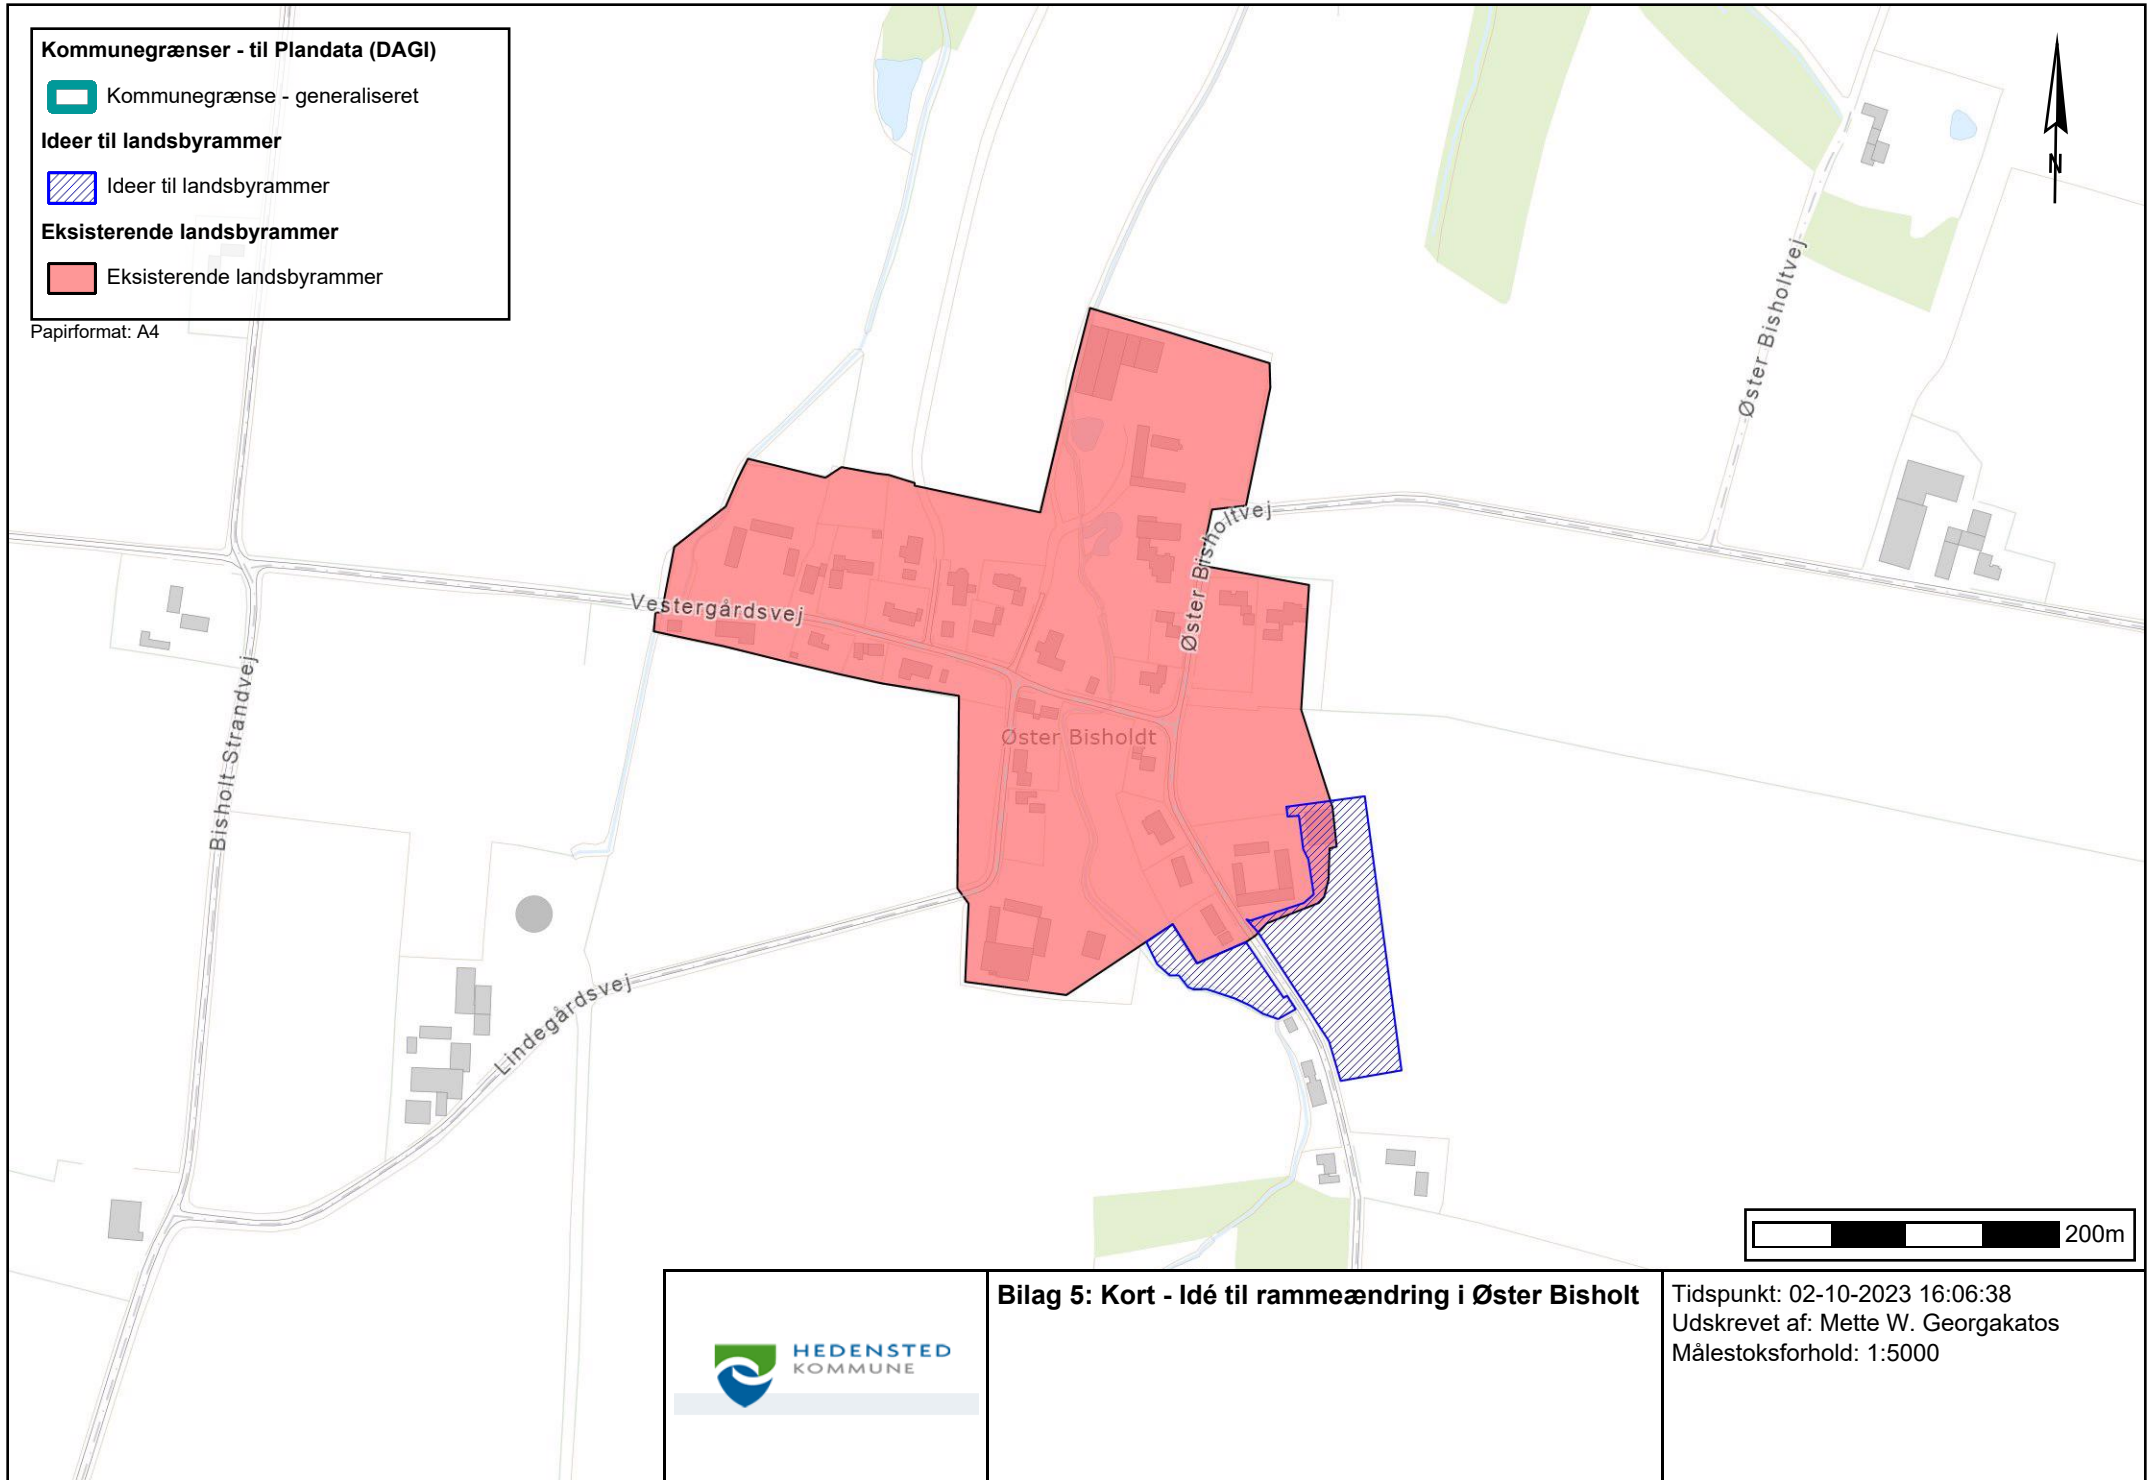 Kommunegrænser - til Plandata (DAGI)
Kommunegrænse - generaliseret
Ideer til landsbyrammer
Ideer til landsbyrammer
Eksisterende landsbyrammer
Eksisterende landsbyrammer
Papirformat: A4
N
Øster Bisholtvej
Øster Bisholtvej
Vestergårdsvej
Øster Bisholdt
Bisholt Strandvej
Lindegårdsvej
200m
HEDENSTED
KOMMUNE
Bilag 5: Kort - Idé til rammeændring i Øster Bisholt
Tidspunkt: 02-10-2023 16:06:38
Udskrevet af: Mette W. Georgakatos
Målestoksforhold: 1:5000